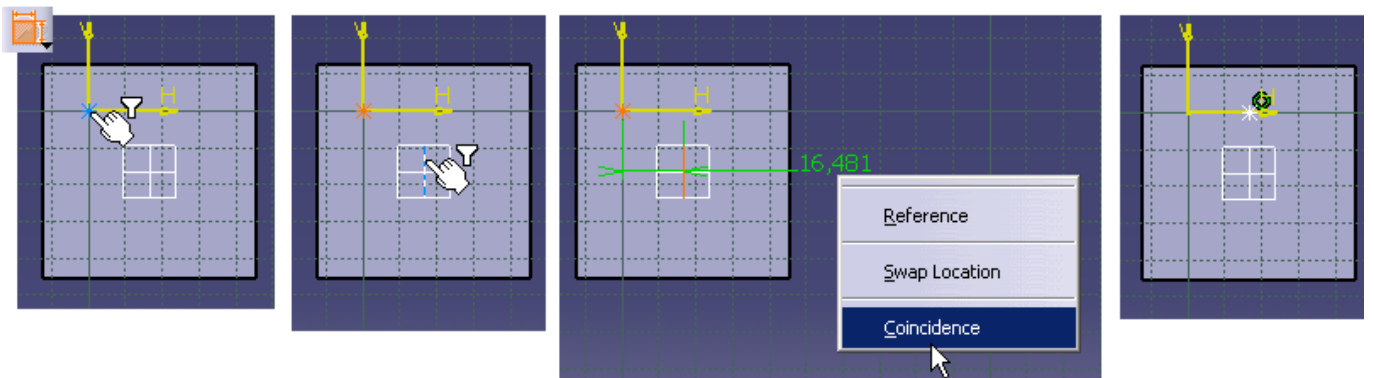 V
H
V
H
V
H
16,481
Reference
Swap Location
Coincidence
V
H